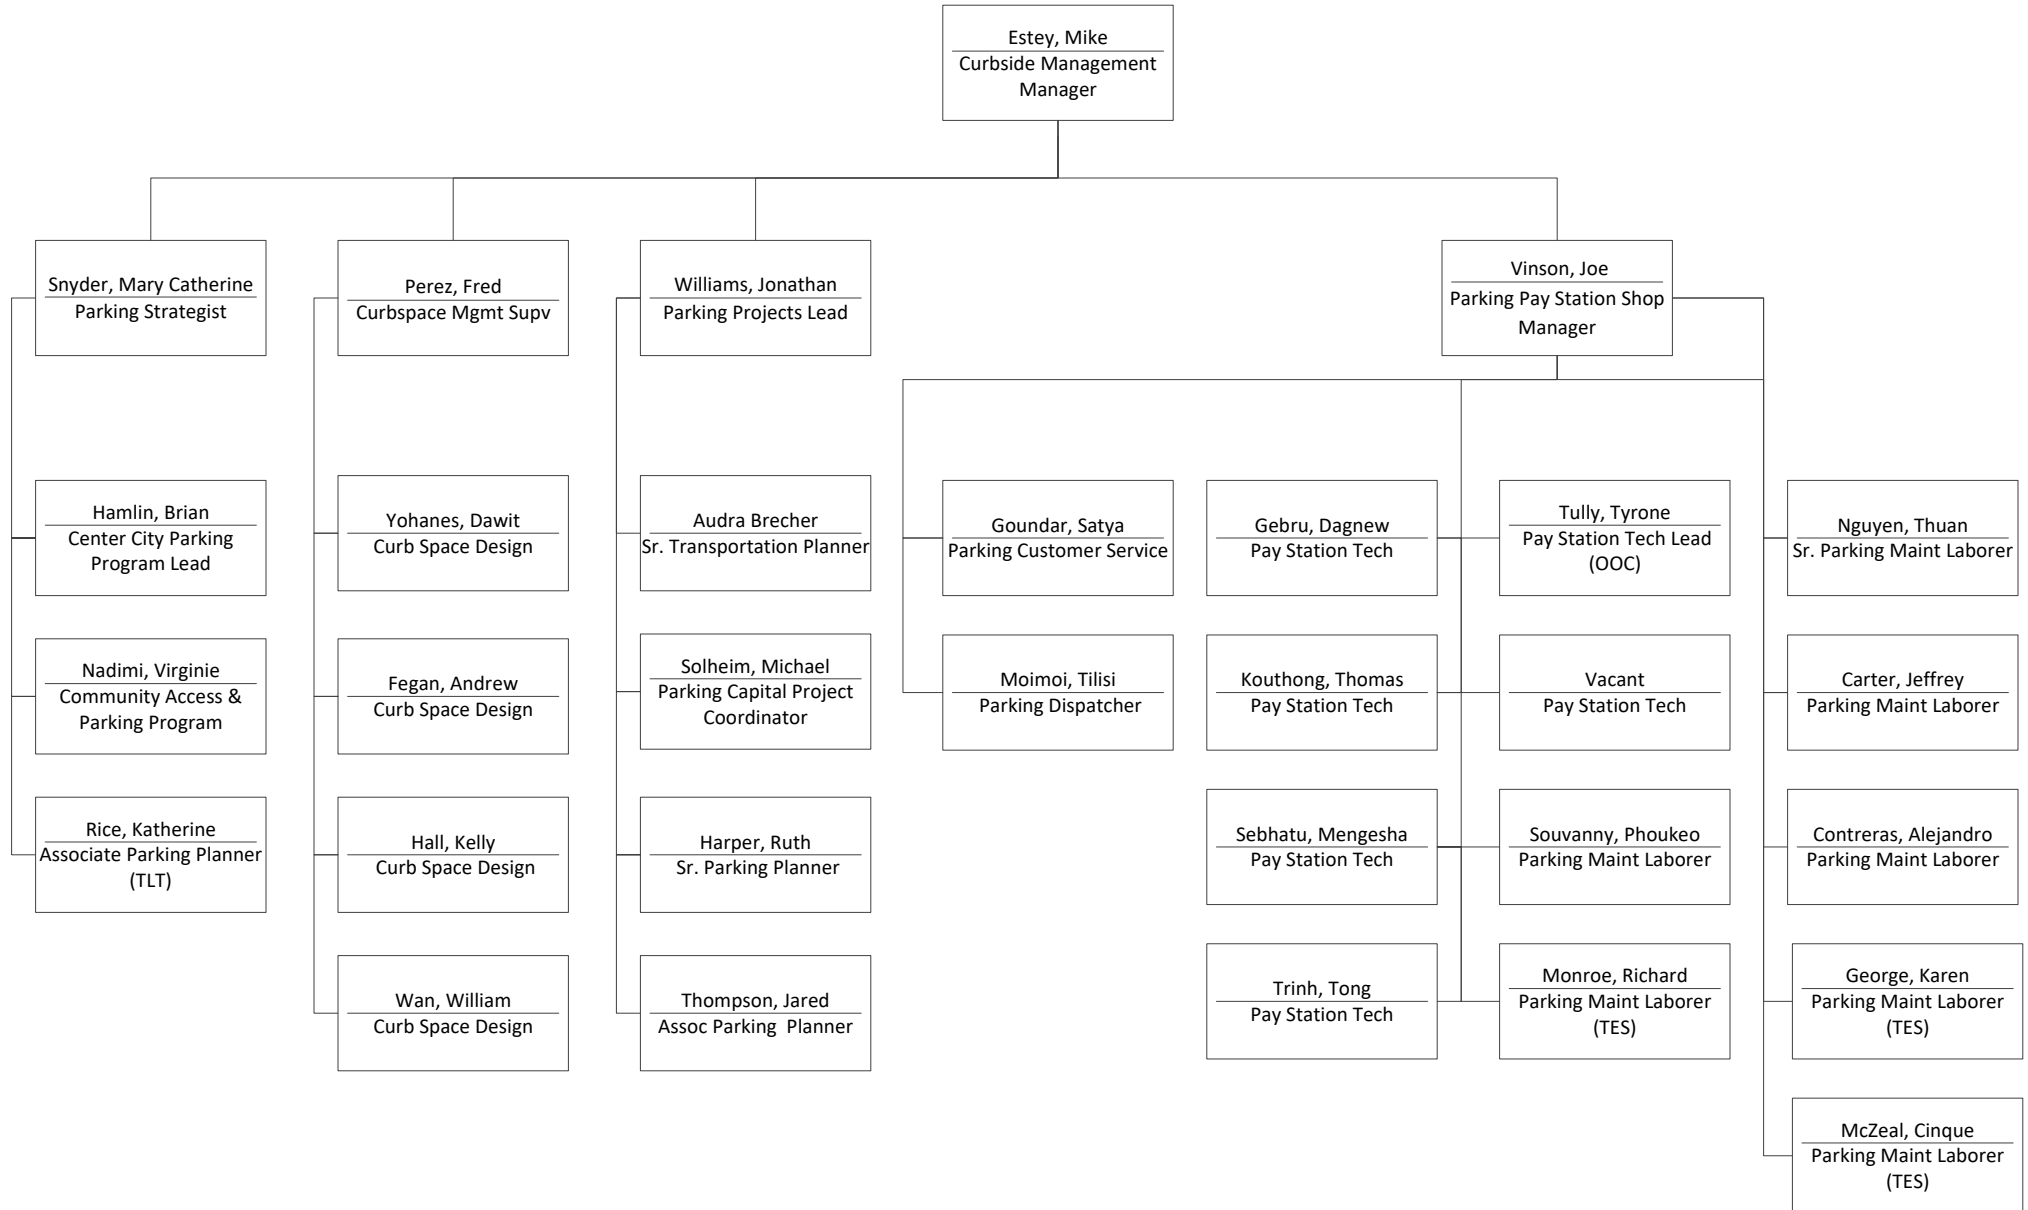 Estey, Mike
Curbside Management
Manager
Snyder, Mary Catherine
Parking Strategist
Perez, Fred
Curbspace Mgmt Supv
Williams, Jonathan
Parking Projects Lead
Vinson, Joe
Parking Pay Station Shop
Manager
Hamlin, Brian
Center City Parking
Program Lead
Yohanes, Dawit
Curb Space Design
Audra Brecher
Sr. Transportation Planner
Goundar, Satya
Parking Customer Service
Gebru, Dagnew
Pay Station Tech
Tully, Tyrone
Pay Station Tech Lead
(OOC)
Nguyen, Thuan
Sr. Parking Maint Laborer
Nadimi, Virginie
Community Access &
Parking Program
Fegan, Andrew
Curb Space Design
Solheim, Michael
Parking Capital Project
Coordinator
Moimoi, Tilisi
Parking Dispatcher
Kouthong, Thomas
Pay Station Tech
Vacant
Pay Station Tech
Carter, Jeffrey
Parking Maint Laborer
Rice, Katherine
Associate Parking Planner
(TLT)
Hall, Kelly
Curb Space Design
Harper, Ruth
Sr. Parking Planner
Sebhatu, Mengesha
Pay Station Tech
Souvanny, Phoukeo
Parking Maint Laborer
Contreras, Alejandro
Parking Maint Laborer
Wan, William
Curb Space Design
Thompson, Jared
Assoc Parking  Planner
Trinh, Tong
Pay Station Tech
Monroe, Richard
Parking Maint Laborer
(TES)
George, Karen
Parking Maint Laborer
(TES)
McZeal, Cinque
Parking Maint Laborer
(TES)